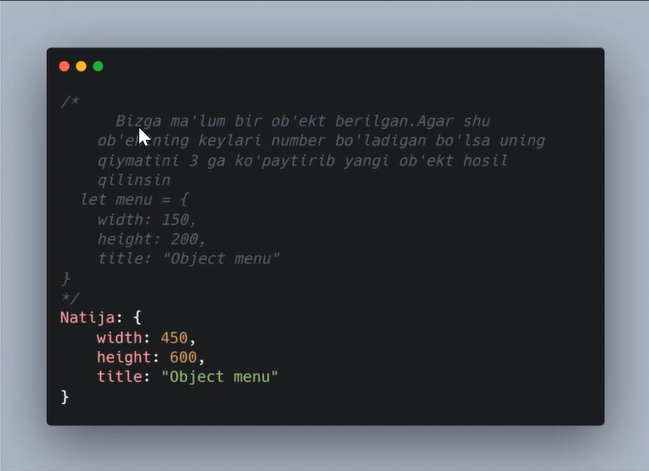 /*
Bizga ma'lum bir ob'ekt berilgan.Agar shu
ning keylari number bo'ladigan bo'lsa uning
qiymatini 3 ga ko'paytirib yangi ob'ekt hosil
qilinsin
let menu = {
width: 150,
height: 200,
title: "Object menu"
}
*/
Natija: {
width: 450,
height: 600,
title: "Object menu"
}